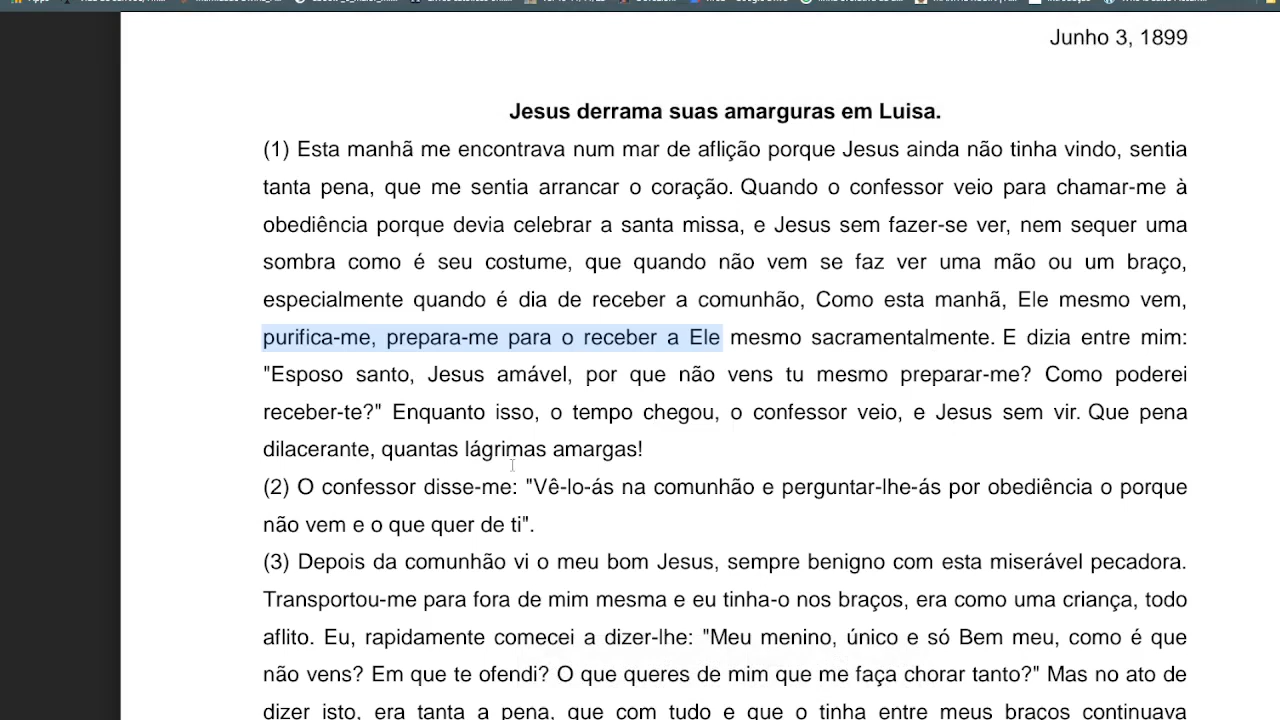 Junho 3, 1899
Jesus derrama suas amarguras em Luisa.
(1) Esta manhã me encontrava num mar de aflição porque Jesus ainda não tinha vindo, sentia
tanta pena, que me sentia arrancar o coração. Quando o confessor veio para chamar-me à
obediência porque devia celebrar a santa missa, e Jesus sem fazer-se ver, nem sequer uma
sombra como é seu costume, que quando não vem se faz ver uma mão ou um braço,
especialmente quando é dia de receber a comunhão, Como esta manhã, Ele mesmo vem,
purifica-me, prepara-me para o receber a Ele mesmo sacramentalmente. E dizia entre mim:
"Esposo santo, Jesus amável, por que não vens tu mesmo preparar-me? Como poderei
receber-te?" Enquanto isso, o tempo chegou, o confessor veio, e Jesus sem vir. Que pena
dilacerante, quantas lágrimas amargas!
(2) O confessor disse-me: "Vê-lo-ás na comunhão e perguntar-lhe-ás por obediência o porque
não vem e o que quer de ti".
(3) Depois da comunhão vi o meu bom Jesus, sempre benigno com esta miserável pecadora.
Transportou-me para fora de mim mesma e eu tinha-o nos braços, era como uma criança, todo
aflito. Eu, rapidamente comecei a dizer-lhe: "Meu menino, único e só Bem meu, como é que
não vens? Em que te ofendi? O que queres de mim que me faça chorar tanto?" Mas no ato de
dizer isto, era tanta a pena, que com tudo e que o tinha entre meus braços continuava